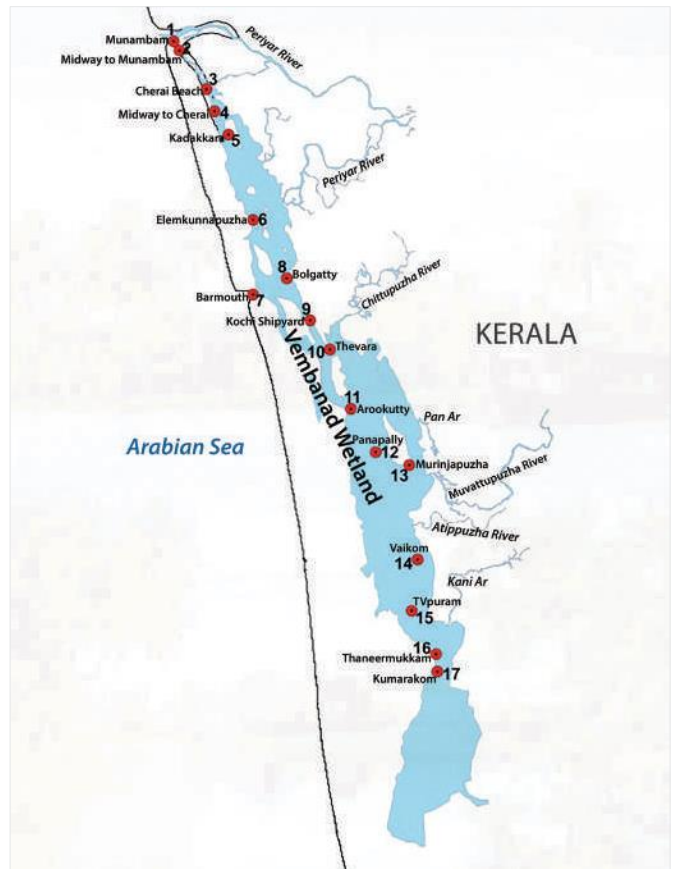 1
Munambam
2
Midway to Munambam
Periyar River
3
Cherai Beach
Midway to Cherai
4
Kadakkara
5
Periyar River
Elemkunnapuzha
6
8
Bolgatty
Chittupuzha River
Barmouth
7
9
Kochi Shipyard
KERALA
10
Thevara
Vembanad Wetland
11
Arookutty
Pan Ar
Arabian Sea
Panapally
12
Murinjapuzha
13
Muvattupuzha River
Atippuzha River
Vaikom
14
Kani Ar
TVpuram
15
16
Thaneermukkam
Kumarakom
17